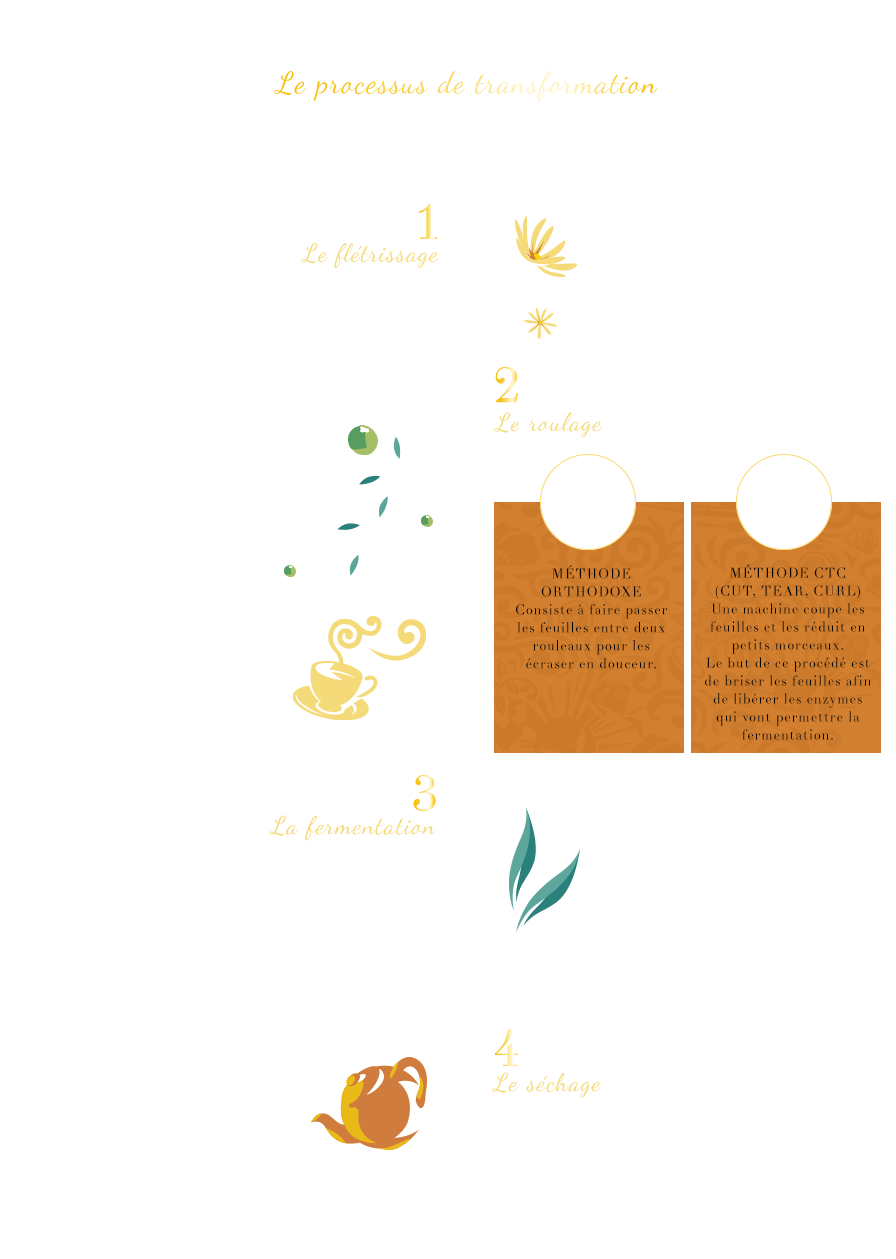 Le processus de transformation
1
Le flétrissage
2
Le roulage
MÉTHODE
ORTHODOXE
Consiste à faire passer
les feuilles entre deux
rouleaux pour les
écraser en douceur.
MÉTHODE CTC
(CUT, TEAR, CURL)
Une machine coupe les
feuilles et les réduit en
petits morceaux.
Le but de ce procédé est
de briser les feuilles afin
de libérer les enzymes
qui vont permettre la
fermentation.
3
La fermentation
4
Le séchage